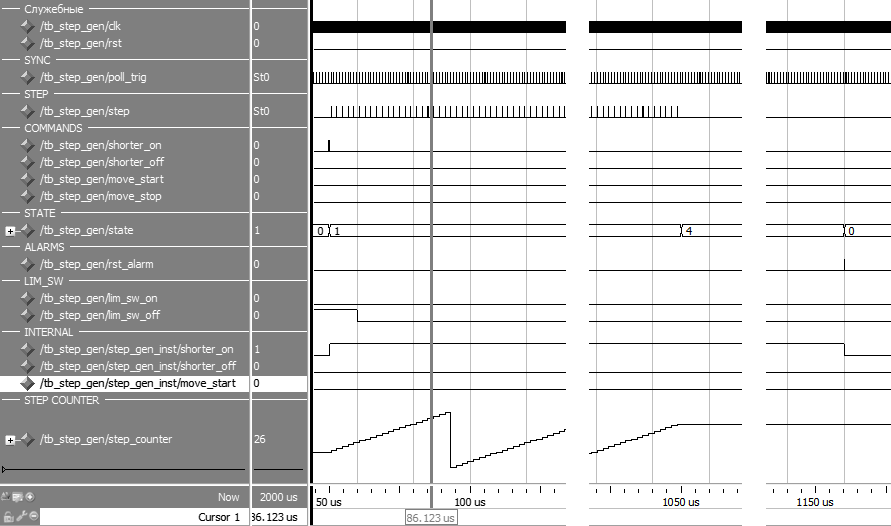 Служебные
/tb_step_gen/clk 0
/tb_step_gen/rst 0
SYNC
/tb_step_gen/poll_trig St0
STEP
/tb_step_gen/step St0
COMMANDS
/tb_step_gen/shorter_on 0
/tb_step_gen/shorter_off 0
/tb_step_gen/move_start 0
/tb_step_gen/move_stop 0
STATE
/tb_step_gen/state 1 0 1 4 0
ALARMS
/tb_step_gen/rst_alarm 0
LIM_SW
/tb_step_gen/lim_sw_on 0
/tb_step_gen/lim_sw_off 0
INTERNAL
/tb_step_gen/step_gen_inst/shorter_on 1
/tb_step_gen/step_gen_inst/shorter_off 0
/tb_step_gen/step_gen_inst/move_start 0
STEP COUNTER
/tb_step_gen/step_counter 26
Now 2000 us 50 us 100 us 1050 us 1150 us
Cursor 1 86.123 us 86.123 us